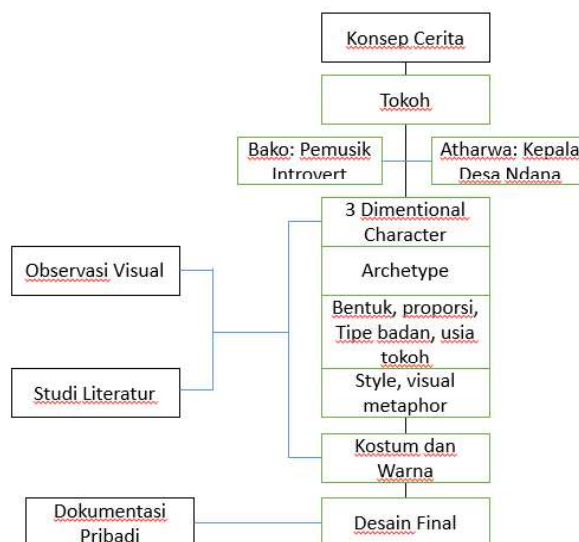 Konsep Cerita
Tokoh
Bako: Pemusik
Introvert
Atharwa: Kepala
Desa Ndana
3 Dimentional
Character
Archetype
Bentuk, proporsi,
Tipe badan, usia
tokoh
Style, visual
metaphor
Observasi Visual
Studi Literatur
Kostum dan
Warna
Dokumentasi
Pribadi
Desain Final